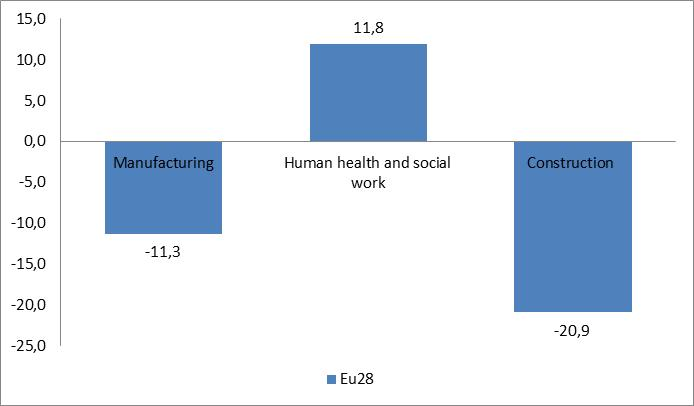 15,0
10,0
5,0
0,0
-5,0
-10,0
-15,0
-20,0
-25,0
11,8
Manufacturing
Human health and social
work
Construction
-11,3
-20,9
Eu28